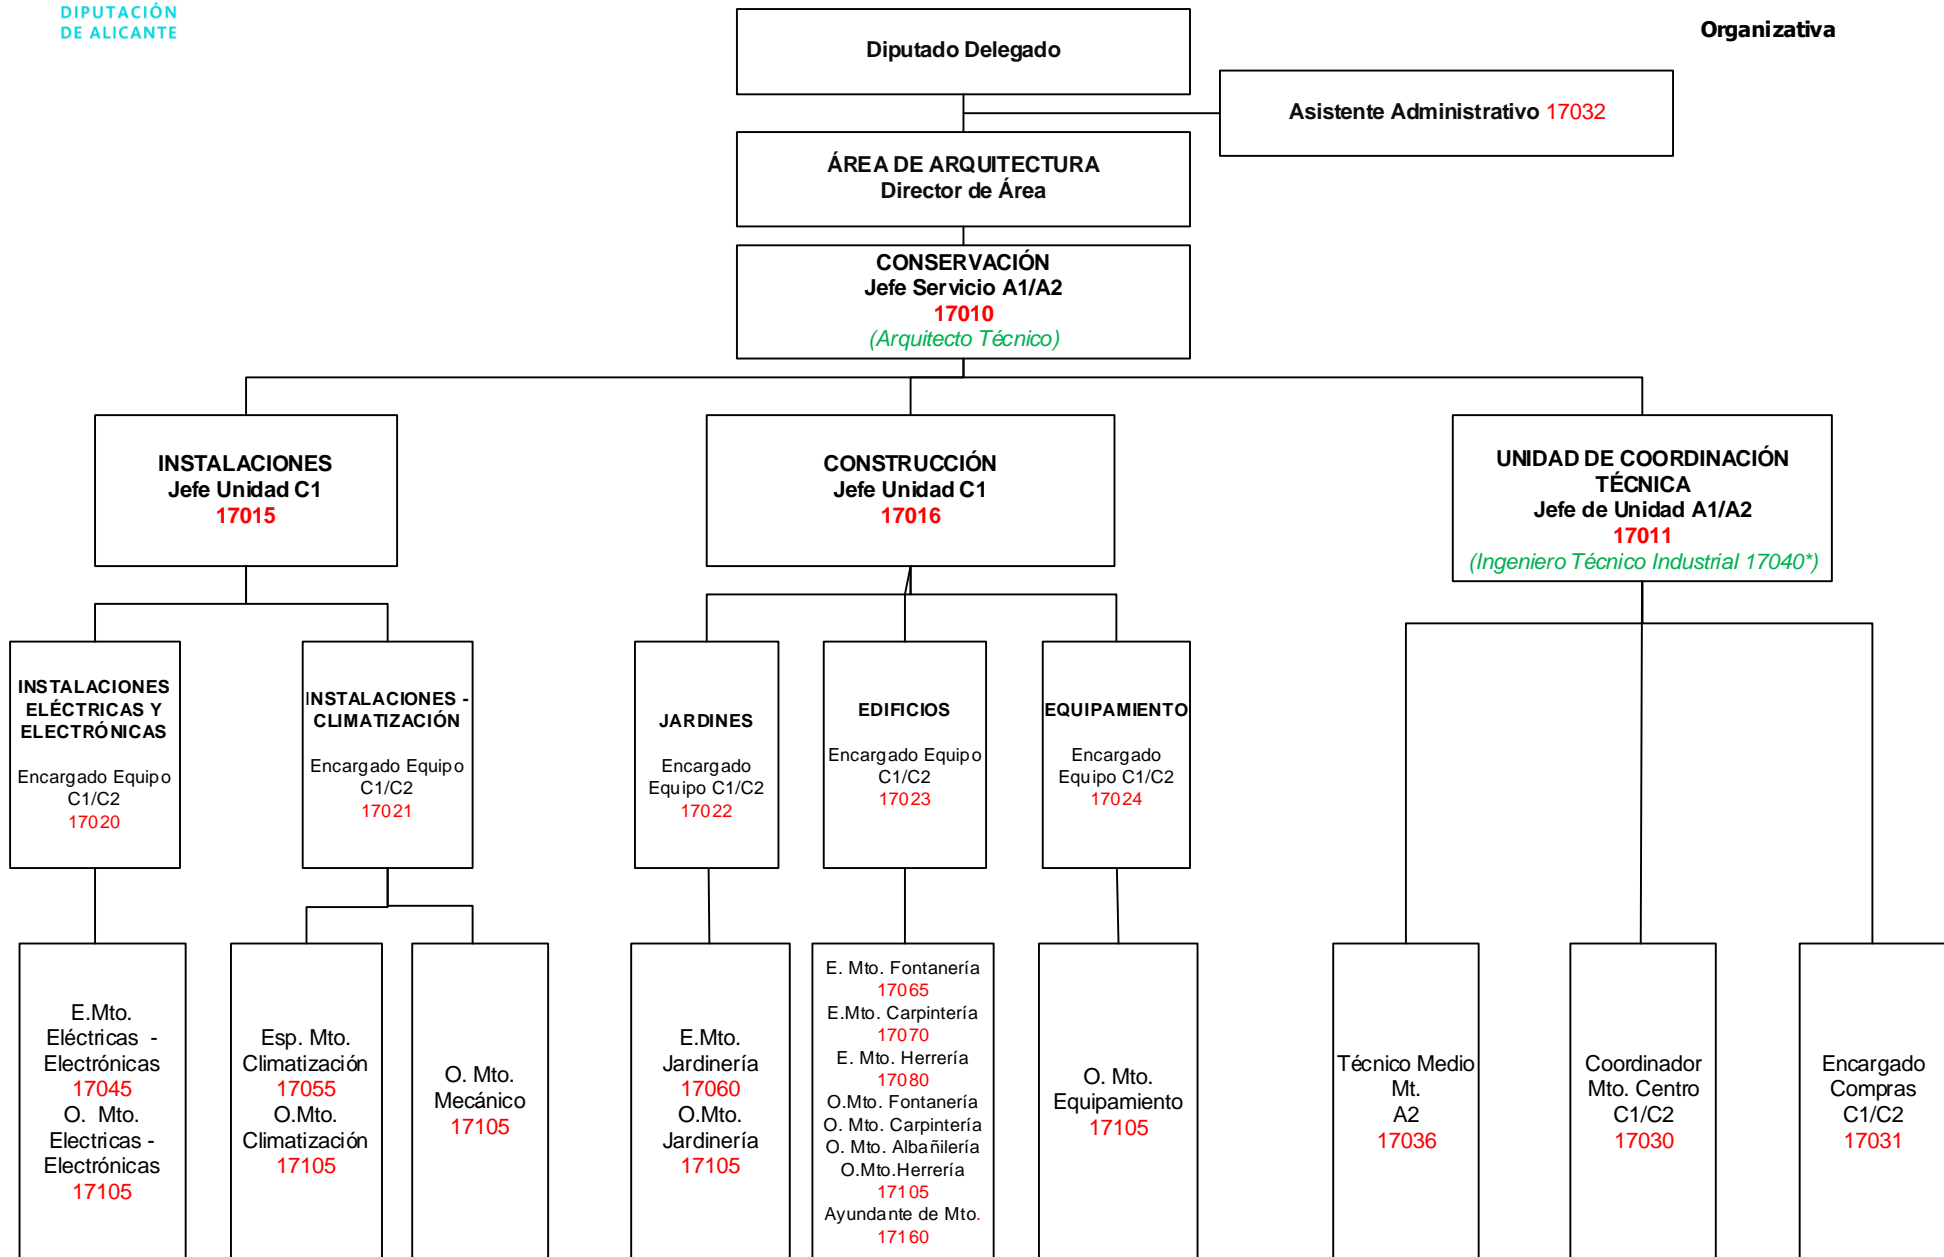 DIPUTACIÓN
DE ALICANTE
Organizativa
Diputado Delegado
Asistente Administrativo 17032
ÁREA DE ARQUITECTURA
Director de Área
CONSERVACIÓN
Jefe Servicio A1/A2
17010
(Arquitecto Técnico)
INSTALACIONES
Jefe Unidad C1
17015
CONSTRUCCIÓN
Jefe Unidad C1
17016
UNIDAD DE COORDINACIÓN
TÉCNICA
Jefe de Unidad A1/A2
17011
(Ingeniero Técnico Industrial 17040*)
INSTALACIONES
ELÉCTRICAS Y
ELECTRÓNICAS
Encargado Equipo
C1/C2
17020
INSTALACIONES -
CLIMATIZACIÓN
Encargado Equipo
C1/C2
17021
JARDINES
Encargado
Equipo C1/C2
17022
EDIFICIOS
Encargado Equipo
C1/C2
17023
EQUIPAMIENTO
Encargado
Equipo C1/C2
17024
E.Mto.
Eléctricas -
Electrónicas
17045
O. Mto.
Electricas -
Electrónicas
17105
Esp. Mto.
Climatización
17055
O.Mto.
Climatización
17105
O. Mto.
Mecánico
17105
E.Mto.
Jardinería
17060
O.Mto.
Jardinería
17105
E. Mto. Fontanería
17065
E.Mto. Carpintería
17070
E. Mto. Herrería
17080
O.Mto. Fontanería
O. Mto. Carpintería
O. Mto. Albañilería
O.Mto.Herrería
17105
Ayundante de Mto.
17160
O. Mto.
Equipamiento
17105
Técnico Medio
Mt.
A2
17036
Coordinador
Mto. Centro
C1/C2
17030
Encargado
Compras
C1/C2
17031